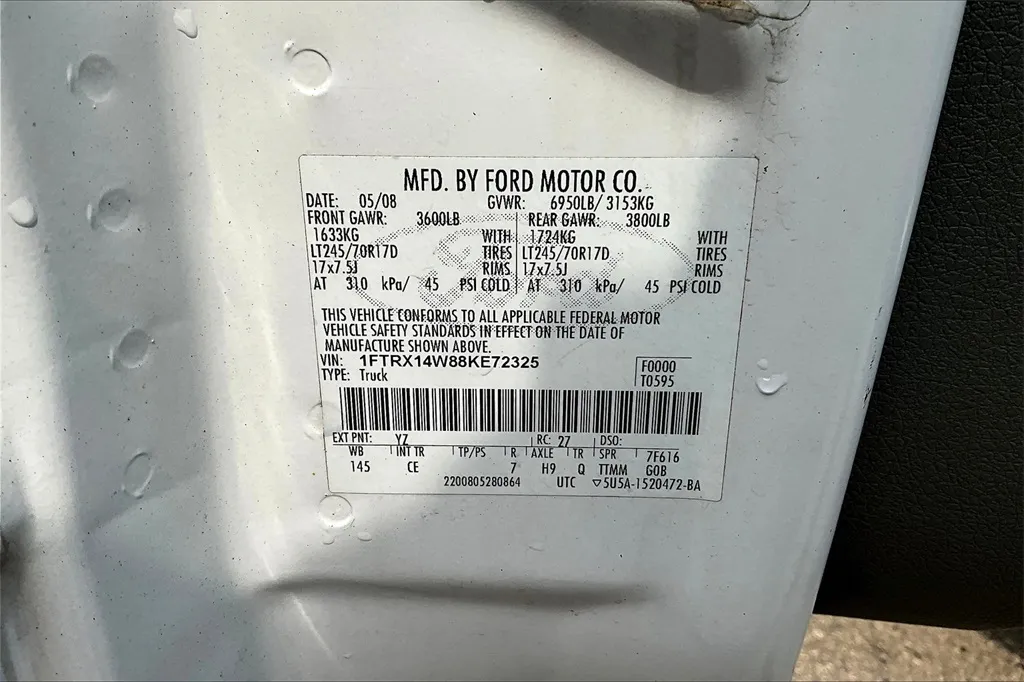 MFD. BY FORD MOTOR CO.
DATE: 05/08 GVWR: 6950LB/ 3153KG
FRONT GAWR: 3600LB REAR GAWR: 3800LB
1633KG WITH 1724KG WITH
LT245/70R17D TIRES LT245/70R17D TIRES
17x7.5J RIMS 17x7.5J RIMS
AT 310 kPa/ 45 PSI COLD AT 310 kPa/ 45 PSI COLD
Ford
THIS VEHICLE CONFORMS TO ALL APPLICABLE FEDERAL MOTOR
VEHICLE SAFETY STANDARDS IN EFFECT ON THE DATE OF
MANUFACTURE SHOWN ABOVE.
VIN: 1FTRX14W88KE72325 F0000
TYPE: Truck T0595
EXT PNT: YZ RC: 27 DSO:
WB INT TR TP/PS R AXLE TR SPR 7F616
145 CE 7 H9 Q TTMM GOB
2200805280864 UTC ▽5U5A-1520472-BA